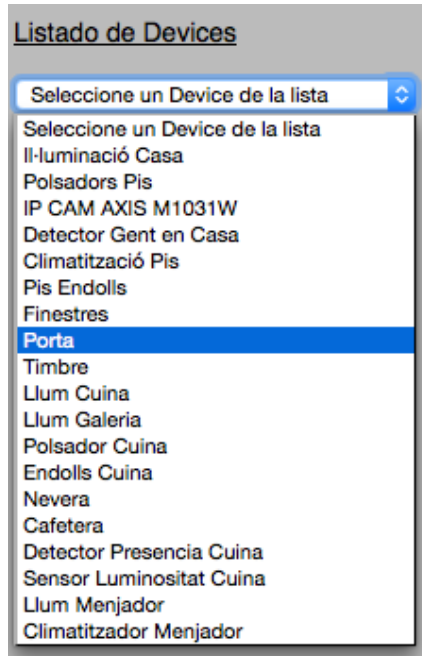 Listado de Devices
Seleccione un Device de la lista
Seleccione un Device de la lista
Il·luminació Casa
Polsadors Pis
IP CAM AXIS M1031W
Detector Gent en Casa
Climatització Pis
Pis Endolls
Finestres
Porta
Timbre
Llum Cuina
Llum Galeria
Polsador Cuina
Endolls Cuina
Nevera
Cafetera
Detector Presencia Cuina
Sensor Luminositat Cuina
Llum Menjador
Climatitzador Menjador